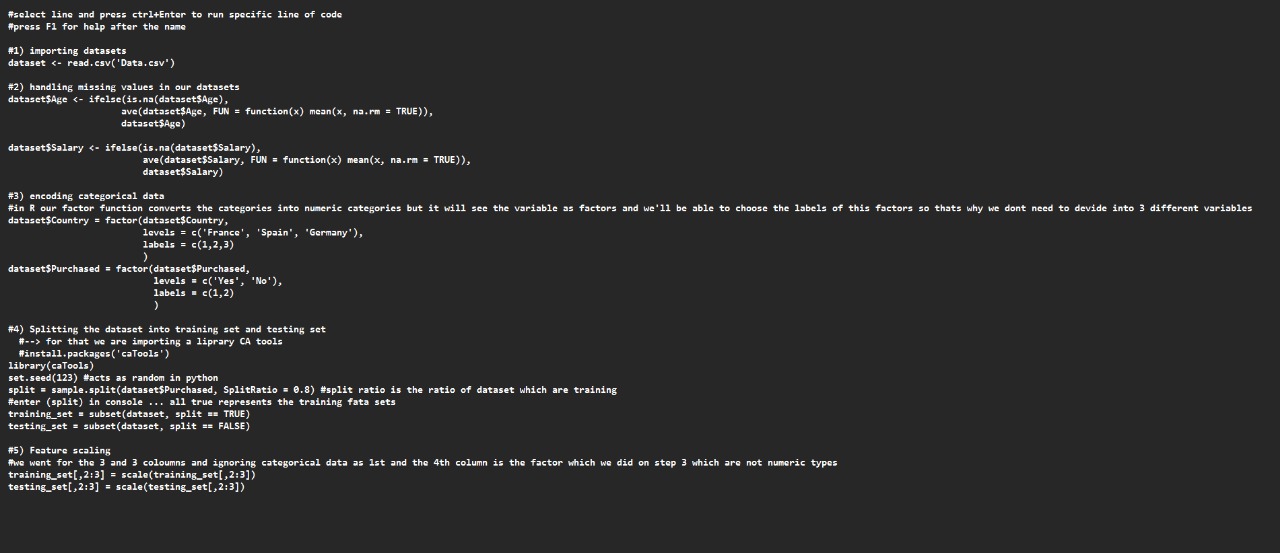 #select line and press ctrl+Enter to run specific line of code
#press F1 for help after the name
#1) importing datasets
dataset <- read.csv('Data.csv')
#2) handling missing values in our datasets
dataset$Age <- ifelse(is.na(dataset$Age),
ave(dataset$Age, FUN = function(x) mean(x, na.rm = TRUE)),
dataset$Age)
dataset$Salary <- ifelse(is.na(dataset$Salary),
ave(dataset$Salary, FUN = function(x) mean(x, na.rm = TRUE)),
dataset$Salary)
#3) encoding categorical data
#in R our factor function converts the categories into numeric categories but it will see the variable as factors and we'll be able to choose the labels of this factors so thats why we dont need to devide into 3 different variables
dataset$Country = factor(dataset$Country,
levels = c('France', 'Spain', 'Germany'),
labels = c(1,2,3)
)
dataset$Purchased = factor(dataset$Purchased,
levels = c('Yes', 'No'),
labels = c(1,2)
)
#4) Splitting the dataset into training set and testing set
#--> for that we are importing a liprary CA tools
#install.packages('caTools')
library(caTools)
set.seed(123) #acts as random in python
split = sample.split(dataset$Purchased, SplitRatio = 0.8) #split ratio is the ratio of dataset which are training
#enter (split) in console ... all true represents the training fata sets
training_set = subset(dataset, split == TRUE)
testing_set = subset(dataset, split == FALSE)
#5) Feature scaling
#we went for the 3 and 3 coloumns and ignoring categorical data as 1st and the 4th column is the factor which we did on step 3 which are not numeric types
training_set[,2:3] = scale(training_set[,2:3])
testing_set[,2:3] = scale(testing_set[,2:3])